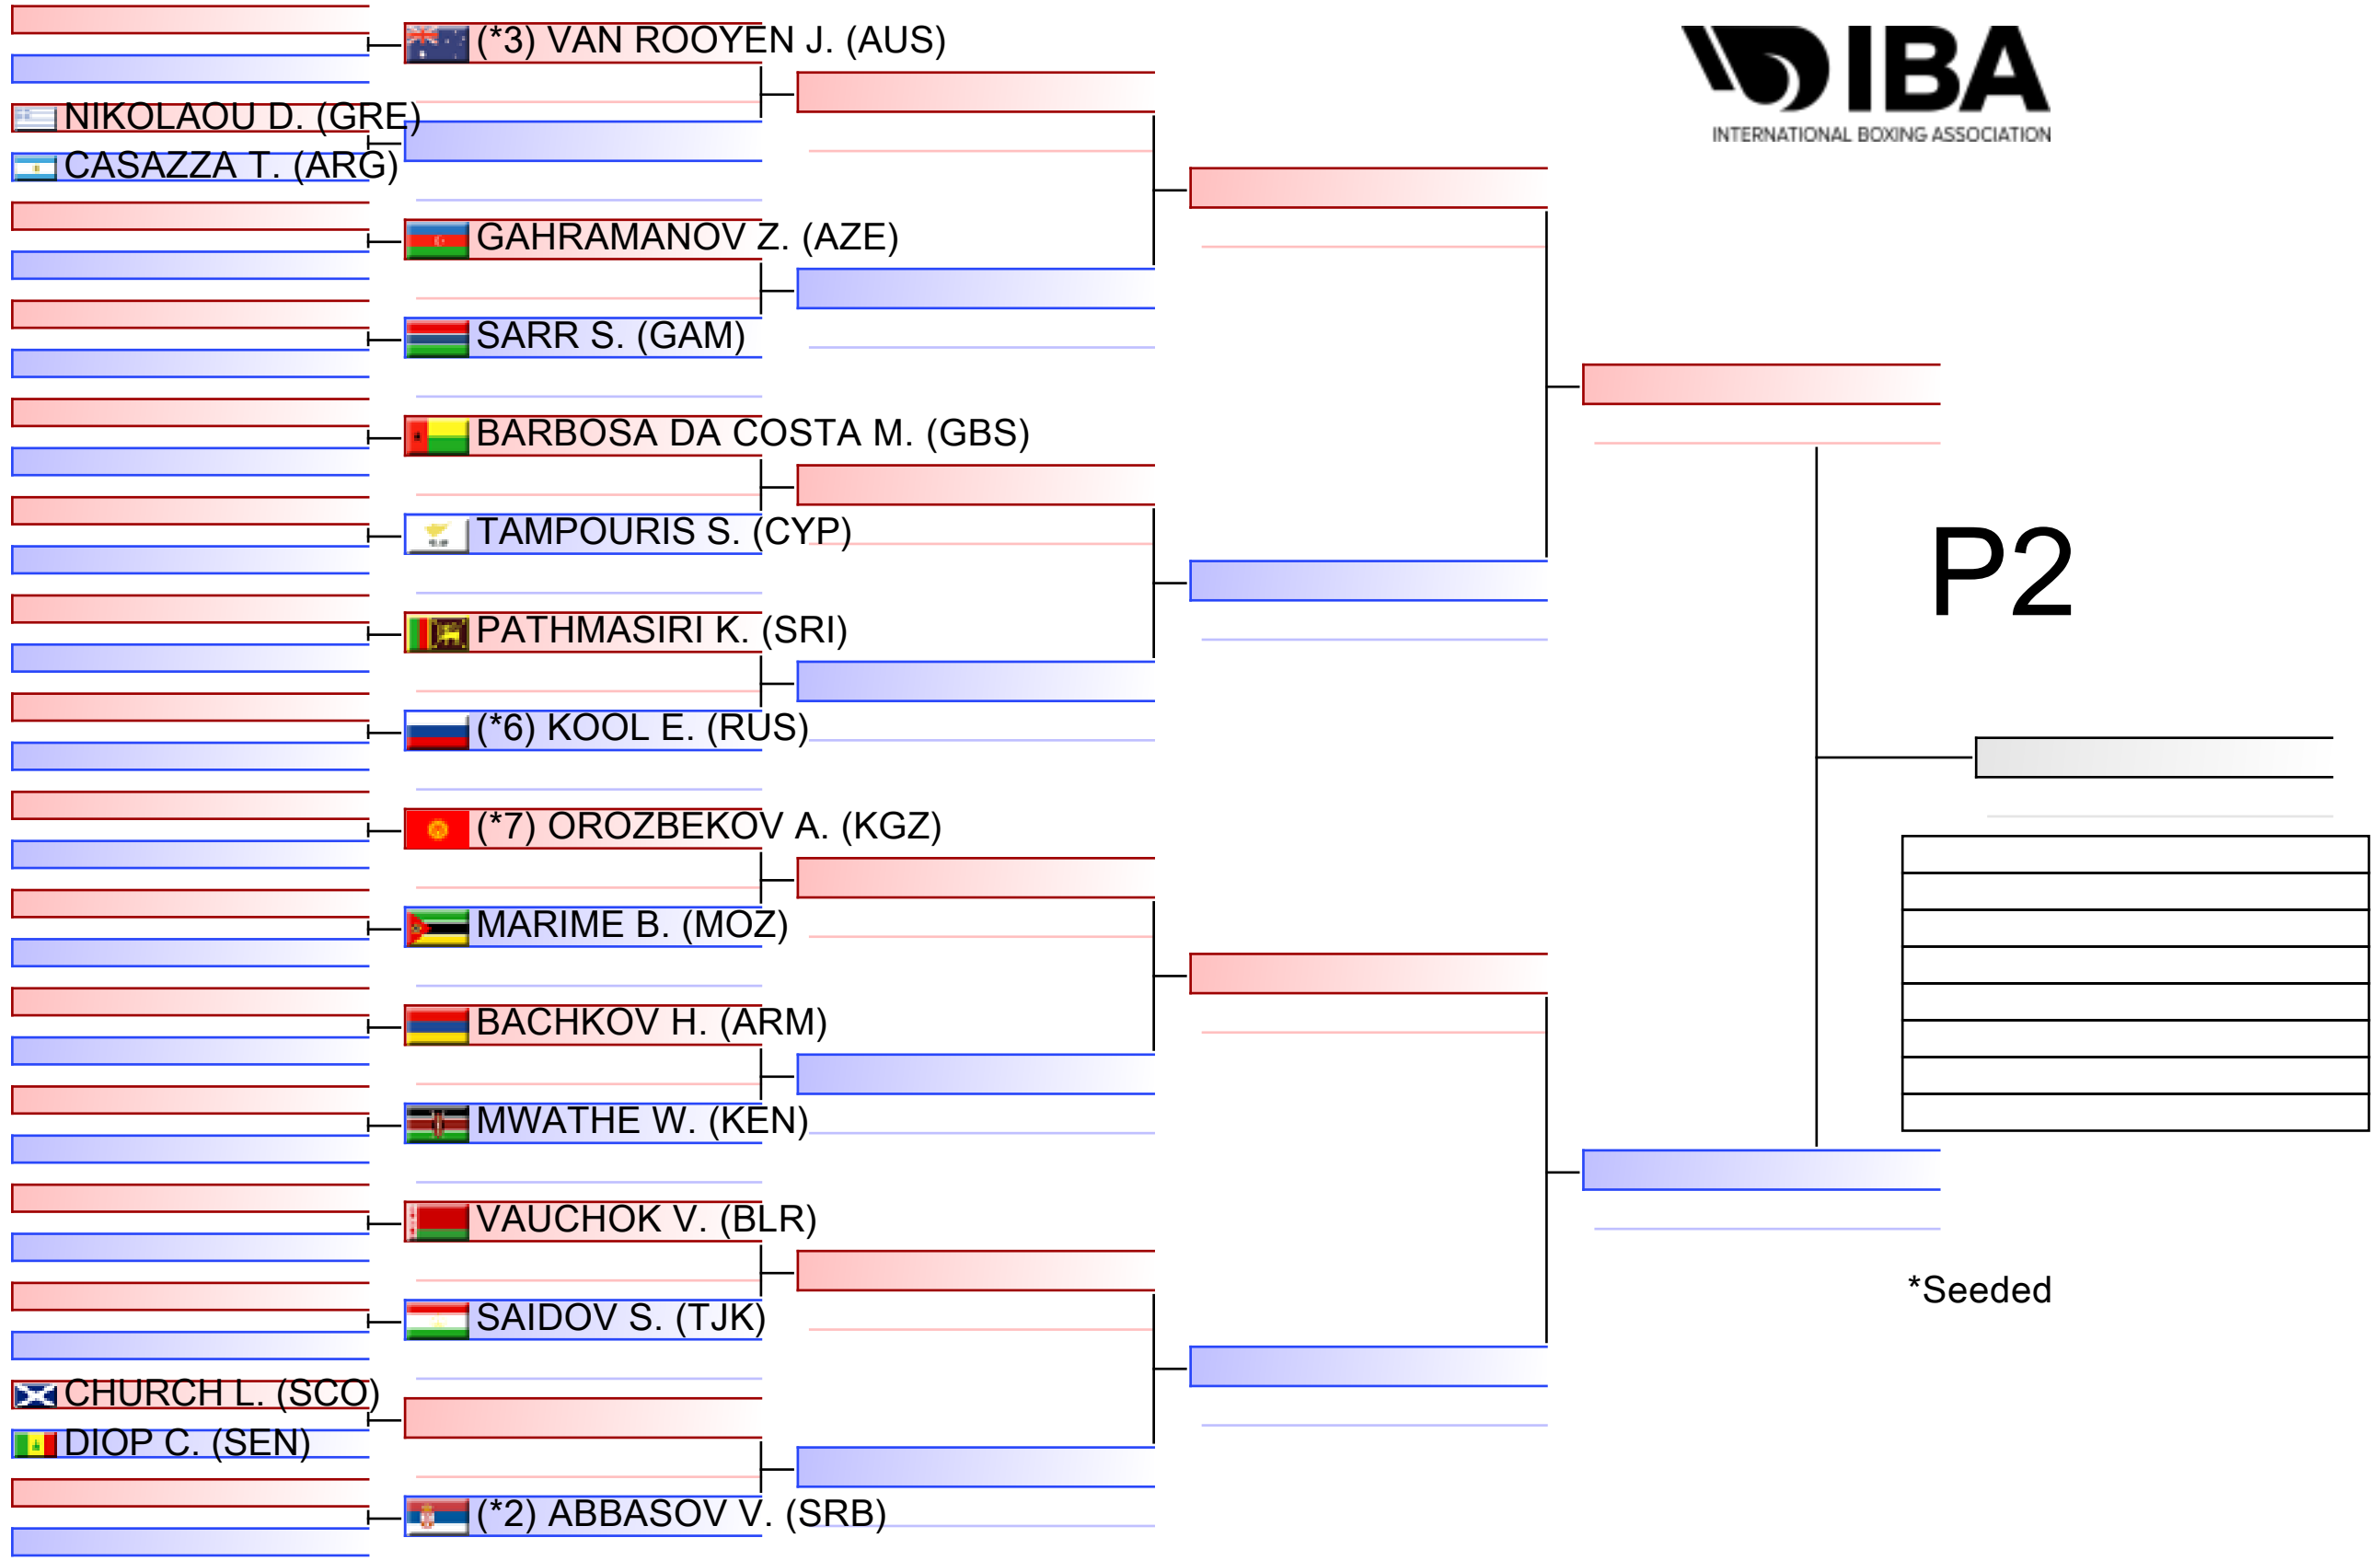 (*3) VAN ROOYEN J. (AUS)
IBA
INTERNATIONAL BOXING ASSOCIATION
NIKOLAOU D. (GRE)
CASAZZA T. (ARG)
GAHRAMANOV Z. (AZE)
SARR S. (GAM)
BARBOSA DA COSTA M. (GBS)
TAMPOURIS S. (CYP)
P2
PATHMASIRI K. (SRI)
(*6) KOOL E. (RUS)
(*7) OROZBEKOV A. (KGZ)
MARIME B. (MOZ)
BACHKOV H. (ARM)
MWATHE W. (KEN)
VAUCHOK V. (BLR)
*Seeded
SAIDOV S. (TJK)
CHURCH L. (SCO)
DIOP C. (SEN)
(*2) ABBASOV V. (SRB)